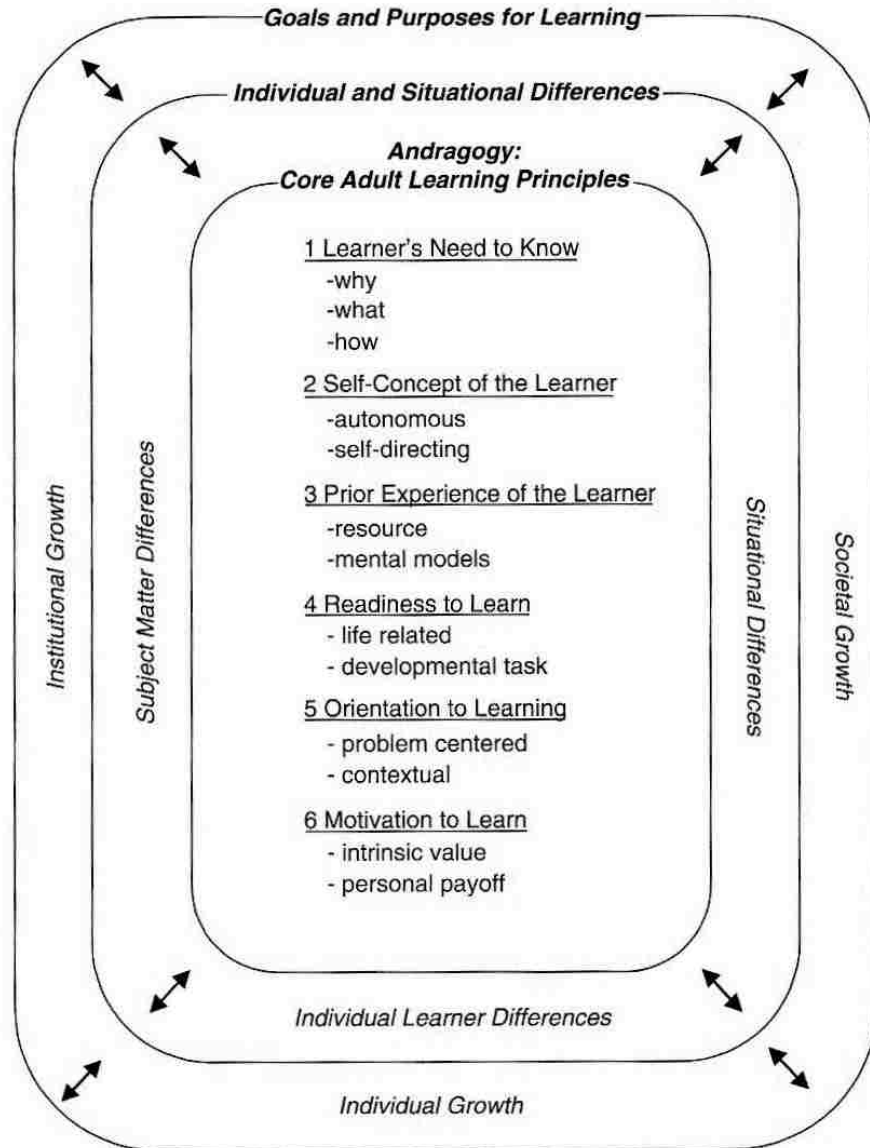 Goals and Purposes for Learning
Individual and Situational Differences
Andragogy:
Core Adult Learning Principles
1 Learner's Need to Know
-why
-what
-how
2 Self-Concept of the Learner
-autonomous
-self-directing
3 Prior Experience of the Learner
-resource
-mental models
4 Readiness to Learn
- life related
- developmental task
5 Orientation to Learning
- problem centered
- contextual
6 Motivation to Learn
- intrinsic value
- personal payoff
Institutional Growth
Subject Matter Differences
Situational Differences
Societal Growth
Individual Learner Differences
Individual Growth